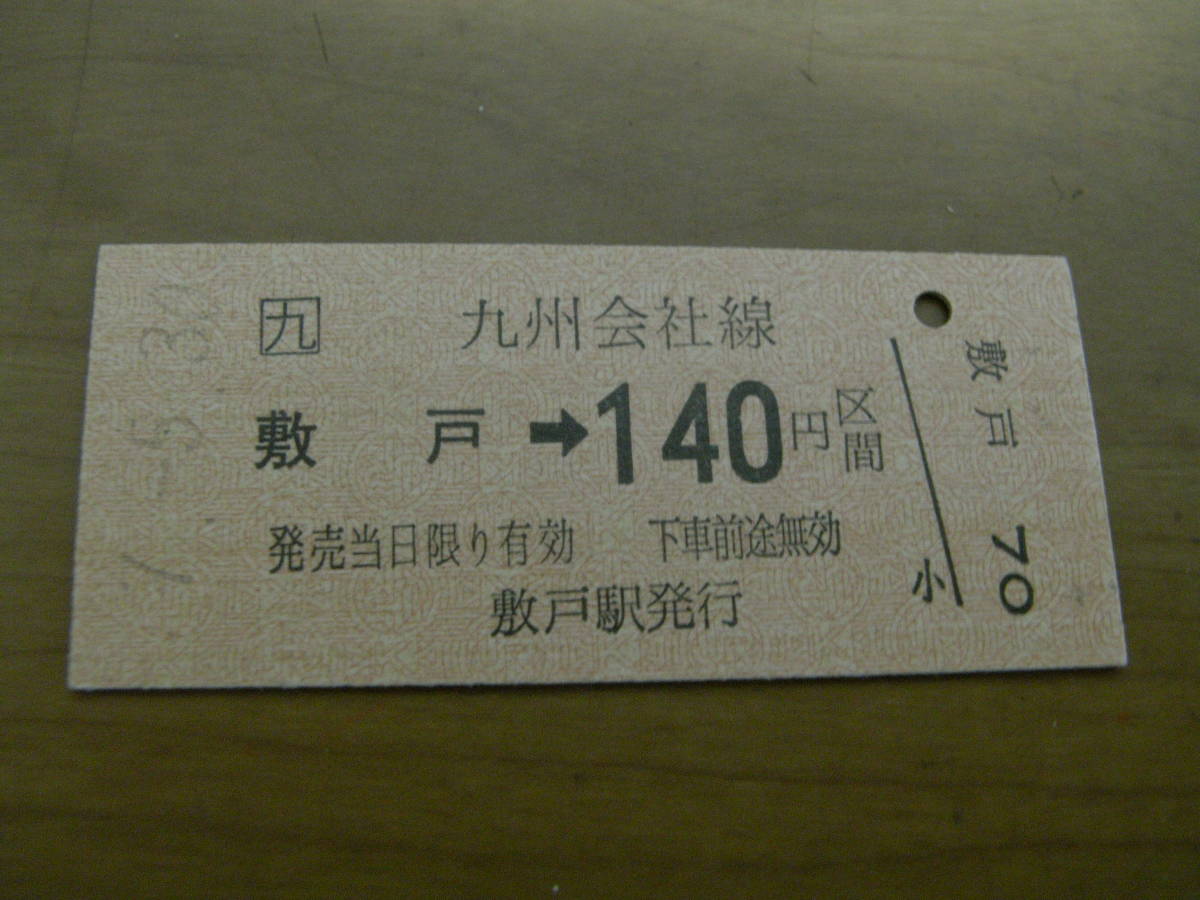 九 九州会社線
敷戸➡140円区間
発売当日限り有効 下車前途無効
敷戸駅発行
小
敷戸 70